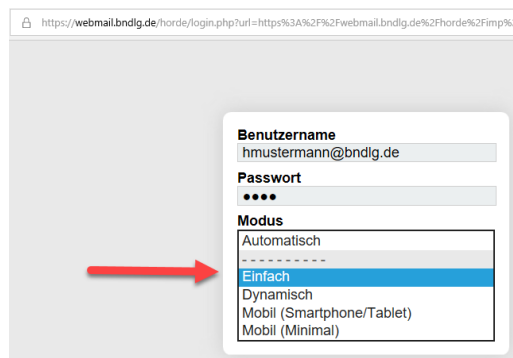 https://webmail.bndlg.de/horde/login.php?url=https%3A%2F%2Fwebmail.bndlg.de%2Fhorde%2Fimp%
Benutzername
hmustermann@bndlg.de
Passwort
●●●●
Modus
Automatisch
- - - - - - - - - -
Einfach
Dynamisch
Mobil (Smartphone/Tablet)
Mobil (Minimal)